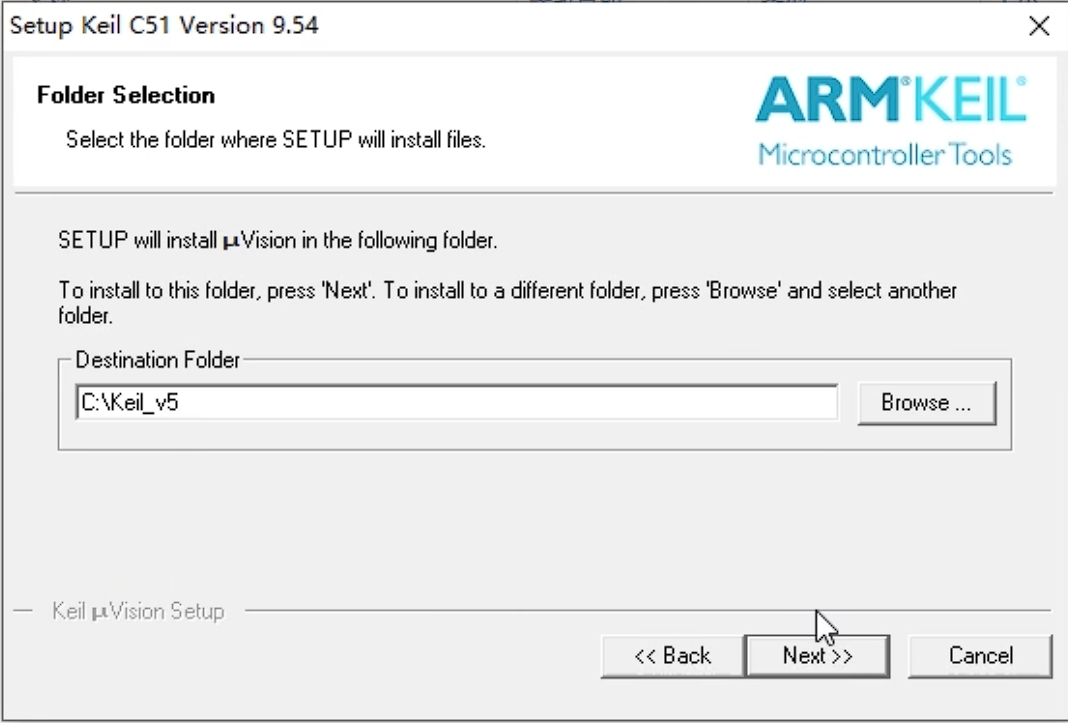 Setup Keil C51 Version 9.54
Folder Selection
Select the folder where SETUP will install files.
ARM® KEIL®
Microcontroller Tools
SETUP will install µVision in the following folder.
To install to this folder, press 'Next'. To install to a different folder, press 'Browse' and select another
folder.
Destination Folder
C:\Keil_v5
Browse ...
Keil µVision Setup
<< Back
Next >>
Cancel